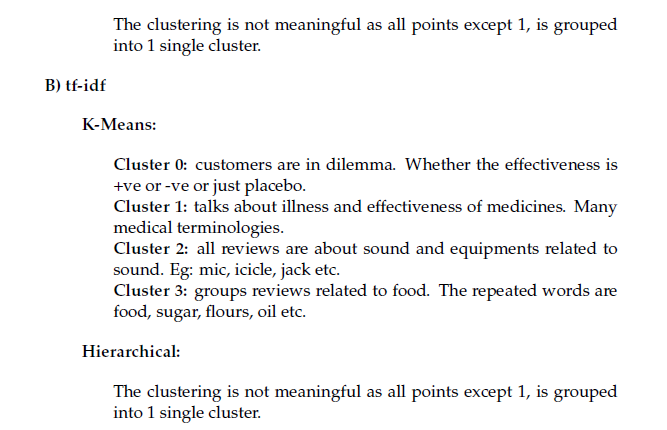 The clustering is not meaningful as all points except 1, is grouped
into 1 single cluster.
B) tf-idf
K-Means:
Cluster 0: customers are in dilemma. Whether the effectiveness is
+ve or -ve or just placebo.
Cluster 1: talks about illness and effectiveness of medicines. Many
medical terminologies.
Cluster 2: all reviews are about sound and equipments related to
sound. Eg: mic, icicle, jack etc.
Cluster 3: groups reviews related to food. The repeated words are
food, sugar, flours, oil etc.
Hierarchical:
The clustering is not meaningful as all points except 1, is grouped
into 1 single cluster.